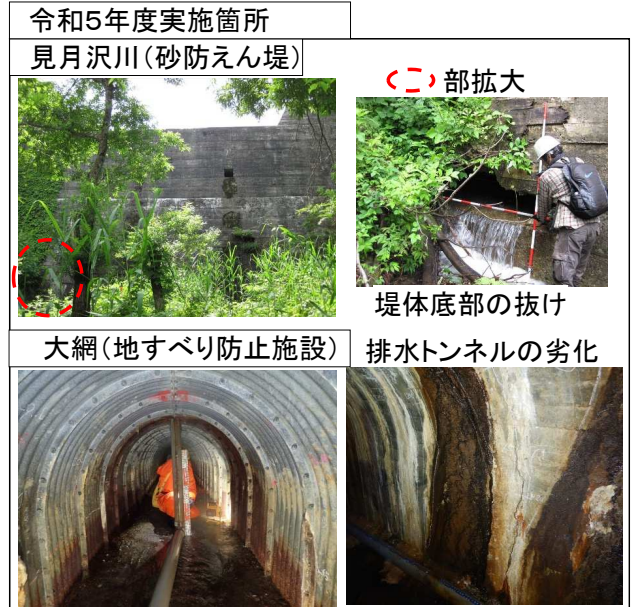 令和5年度実施箇所
見月沢川(砂防えん堤)
部拡大
堤体底部の抜け
大網(地すべり防止施設)
排水トンネルの劣化